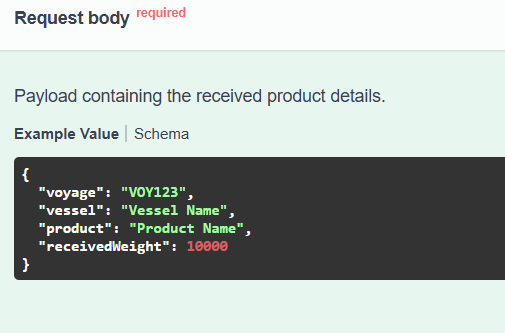 Request body required
Payload containing the received product details.
Example Value | Schema
{
  "voyage": "VOY123",
  "vessel": "Vessel Name",
  "product": "Product Name",
  "receivedWeight": 10000
}